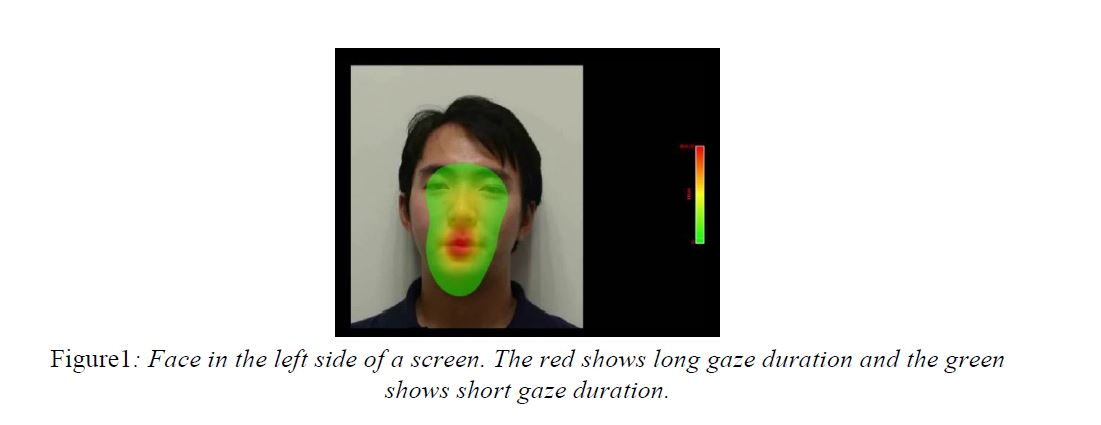 Figure1: Face in the left side of a screen. The red shows long gaze duration and the green
shows short gaze duration.